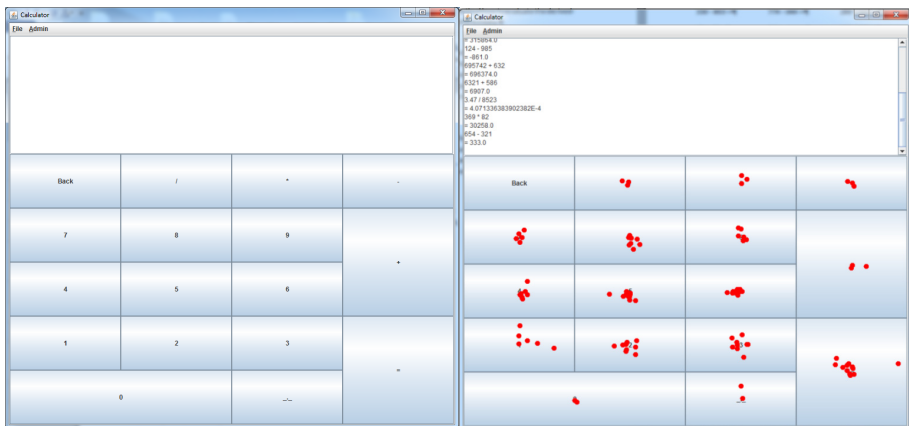 Calculator
File Admin
Back / * -
7 8 9
+
4 5 6
1 2 3
=
0 _._
Calculator
File Admin
= 315864.0
124 - 985
= -861.0
695742 + 632
= 696374.0
6321 + 586
= 6907.0
3.47 / 8523
= 4.071336383902382E-4
369 * 82
= 30258.0
654 - 321
= 333.0
Back